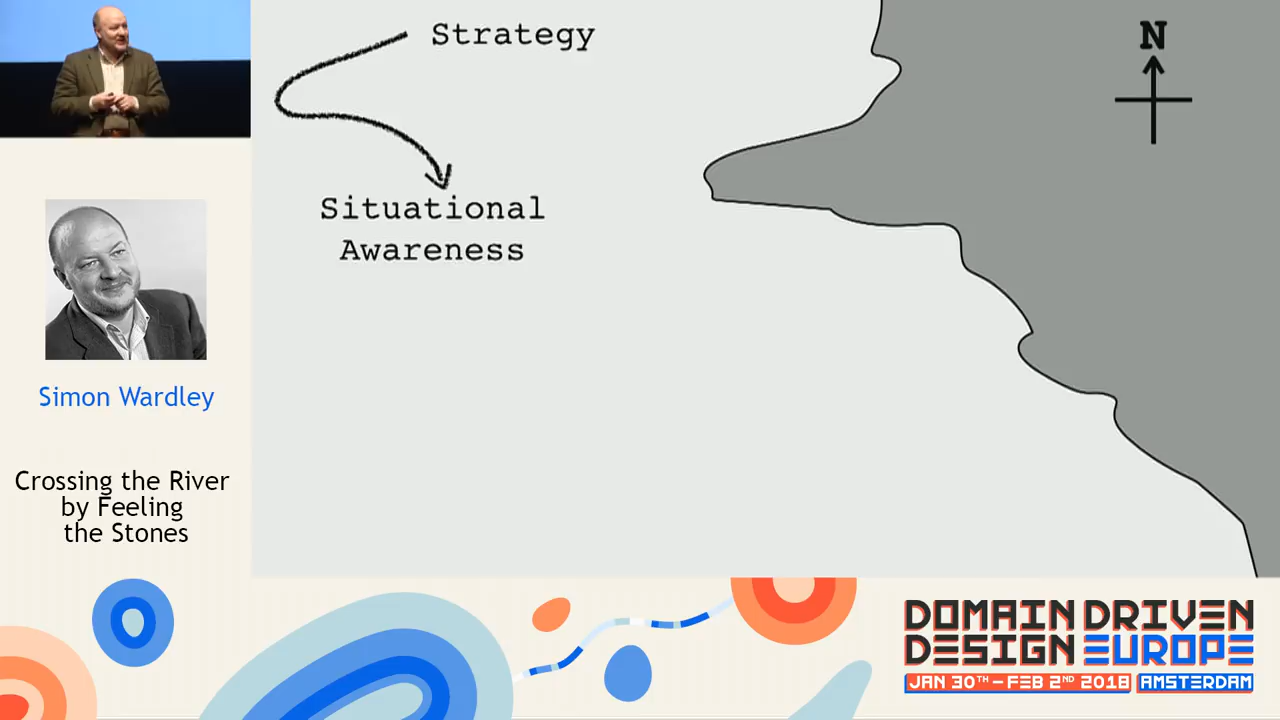 Strategy
N
Situational
Awareness
Simon Wardley
Crossing the River
by Feeling
the Stones
DOMAIN DRIVEN
DESIGN EUROPE
JAN 30TH - FEB 2ND 2018 AMSTERDAM